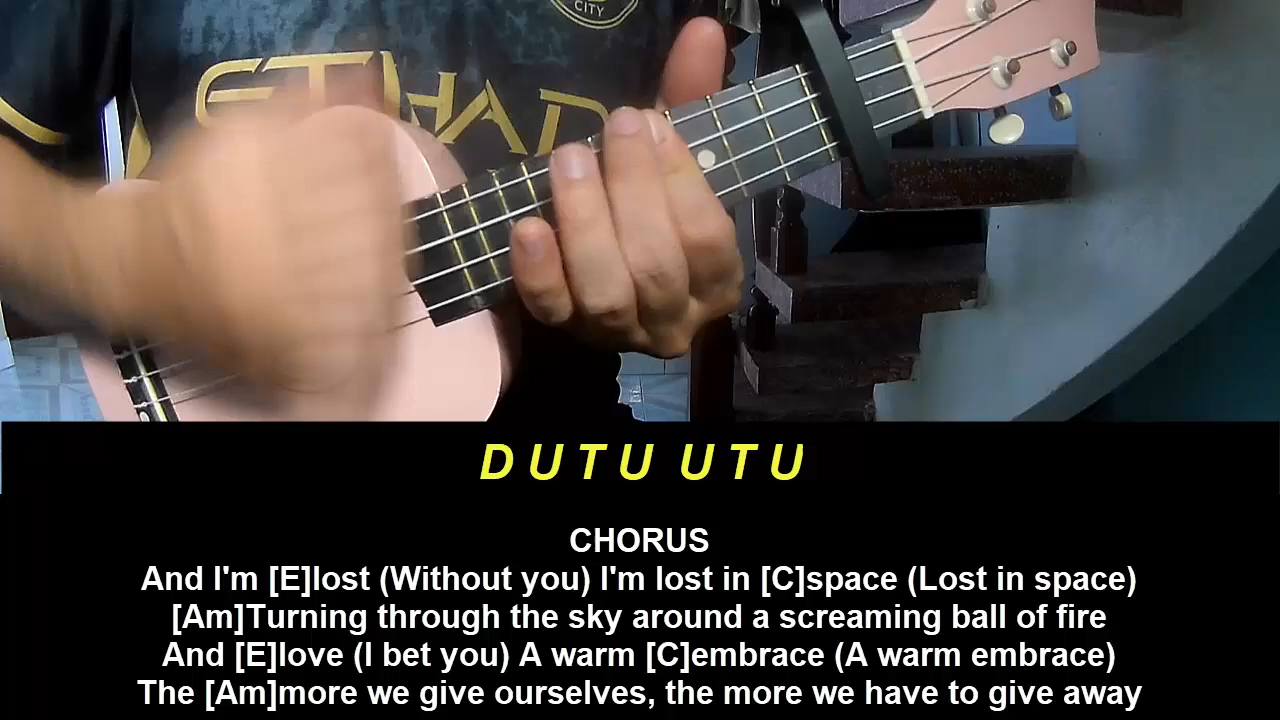 CITY
ETIHAD
D U T U U T U
CHORUS
And I'm [E]lost (Without you) I'm lost in [C]space (Lost in space)
[Am]Turning through the sky around a screaming ball of fire
And [E]love (I bet you) A warm [C]embrace (A warm embrace)
The [Am]more we give ourselves, the more we have to give away